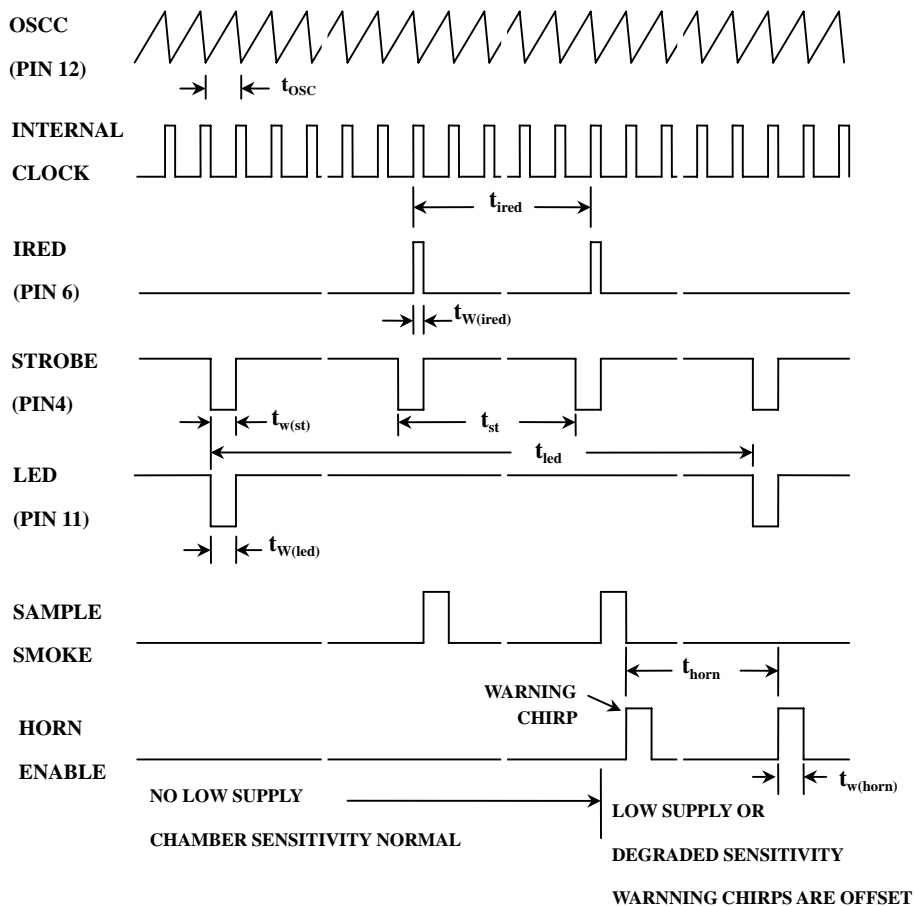 OSCC
(PIN 12)
tOSC
INTERNAL
CLOCK
tired
IRED
(PIN 6)
tW(ired)
STROBE
(PIN4)
tw(st)
tst
tled
LED
(PIN 11)
tW(led)
SAMPLE
SMOKE
thorn
WARNING
CHIRP
HORN
ENABLE
tw(horn)
NO LOW SUPPLY
CHAMBER SENSITIVITY NORMAL
LOW SUPPLY OR
DEGRADED SENSITIVITY
WARNNING CHIRPS ARE OFFSET